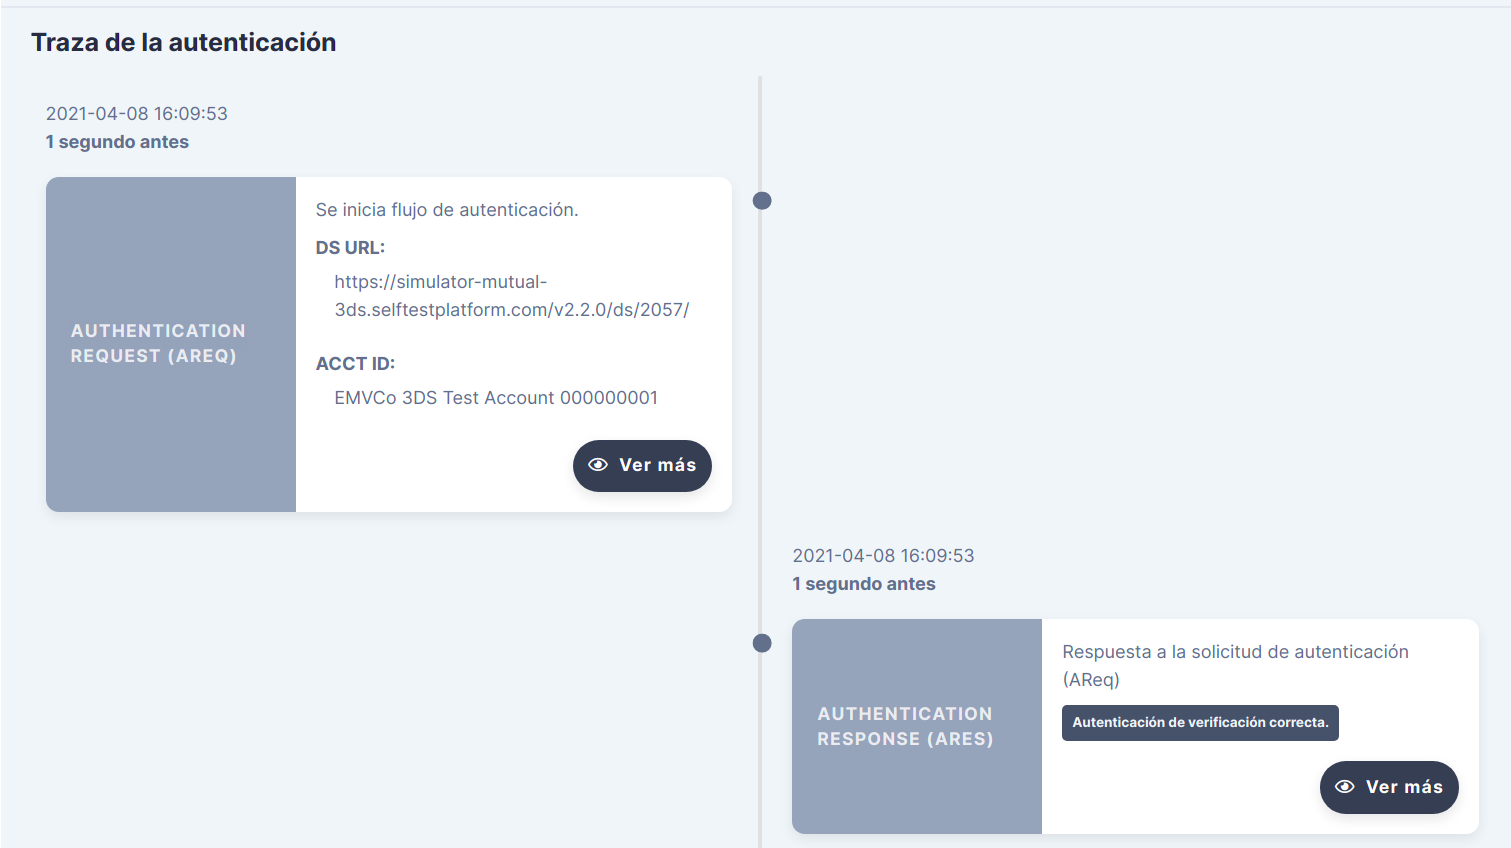 Traza de la autenticación
2021-04-08 16:09:53
1 segundo antes
AUTHENTICATION
REQUEST (AREQ)
Se inicia flujo de autenticación.
DS URL:
https://simulator-mutual-
3ds.selftestplatform.com/v2.2.0/ds/2057/
ACCT ID:
EMVCo 3DS Test Account 000000001
Ver más
2021-04-08 16:09:53
1 segundo antes
AUTHENTICATION
RESPONSE (ARES)
Respuesta a la solicitud de autenticación
(AReq)
Autenticación de verificación correcta.
Ver más